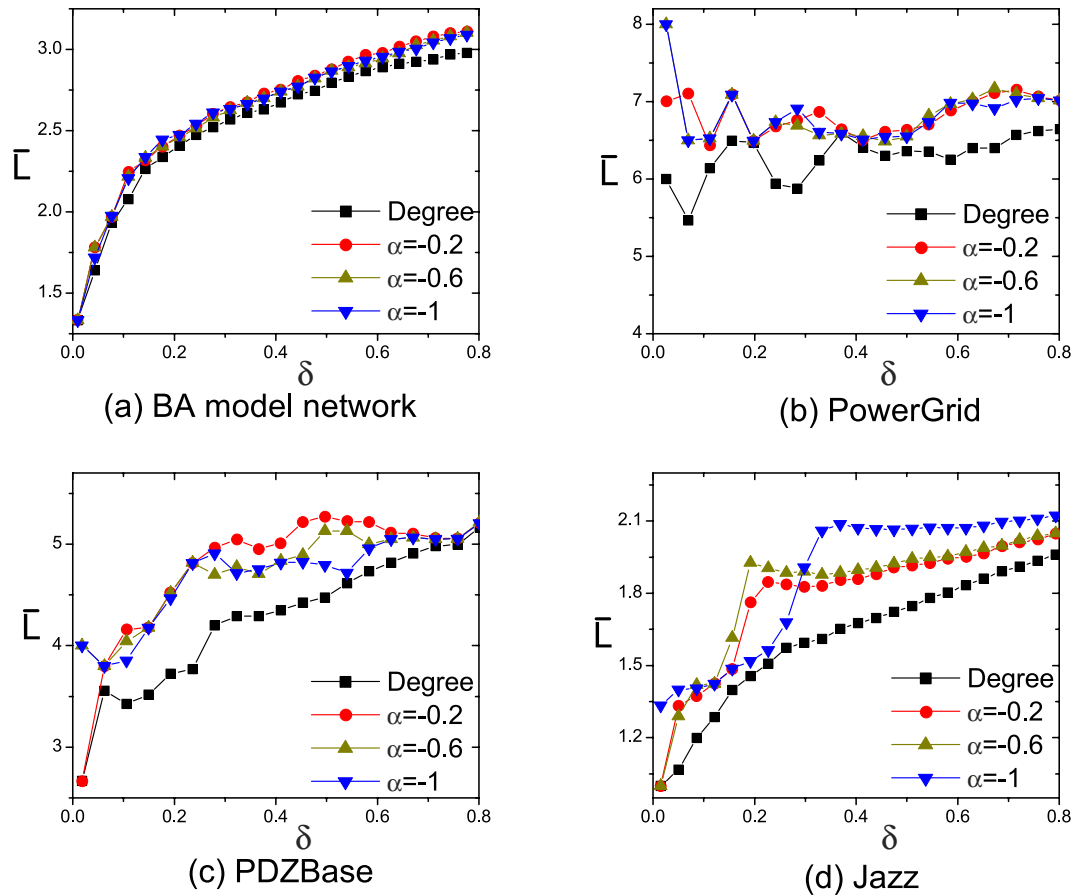 3.0
2.5
2.0
1.5
L̄
0.0 0.2 0.4 0.6 0.8
δ
Degree
α=-0.2
α=-0.6
α=-1
(a) BA model network
8
7
6
5
4
L̄
0.0 0.2 0.4 0.6 0.8
δ
Degree
α=-0.2
α=-0.6
α=-1
(b) PowerGrid
5
4
3
L̄
0.0 0.2 0.4 0.6 0.8
δ
Degree
α=-0.2
α=-0.6
α=-1
(c) PDZBase
2.1
1.8
1.5
1.2
L̄
0.0 0.2 0.4 0.6 0.8
δ
Degree
α=-0.2
α=-0.6
α=-1
(d) Jazz